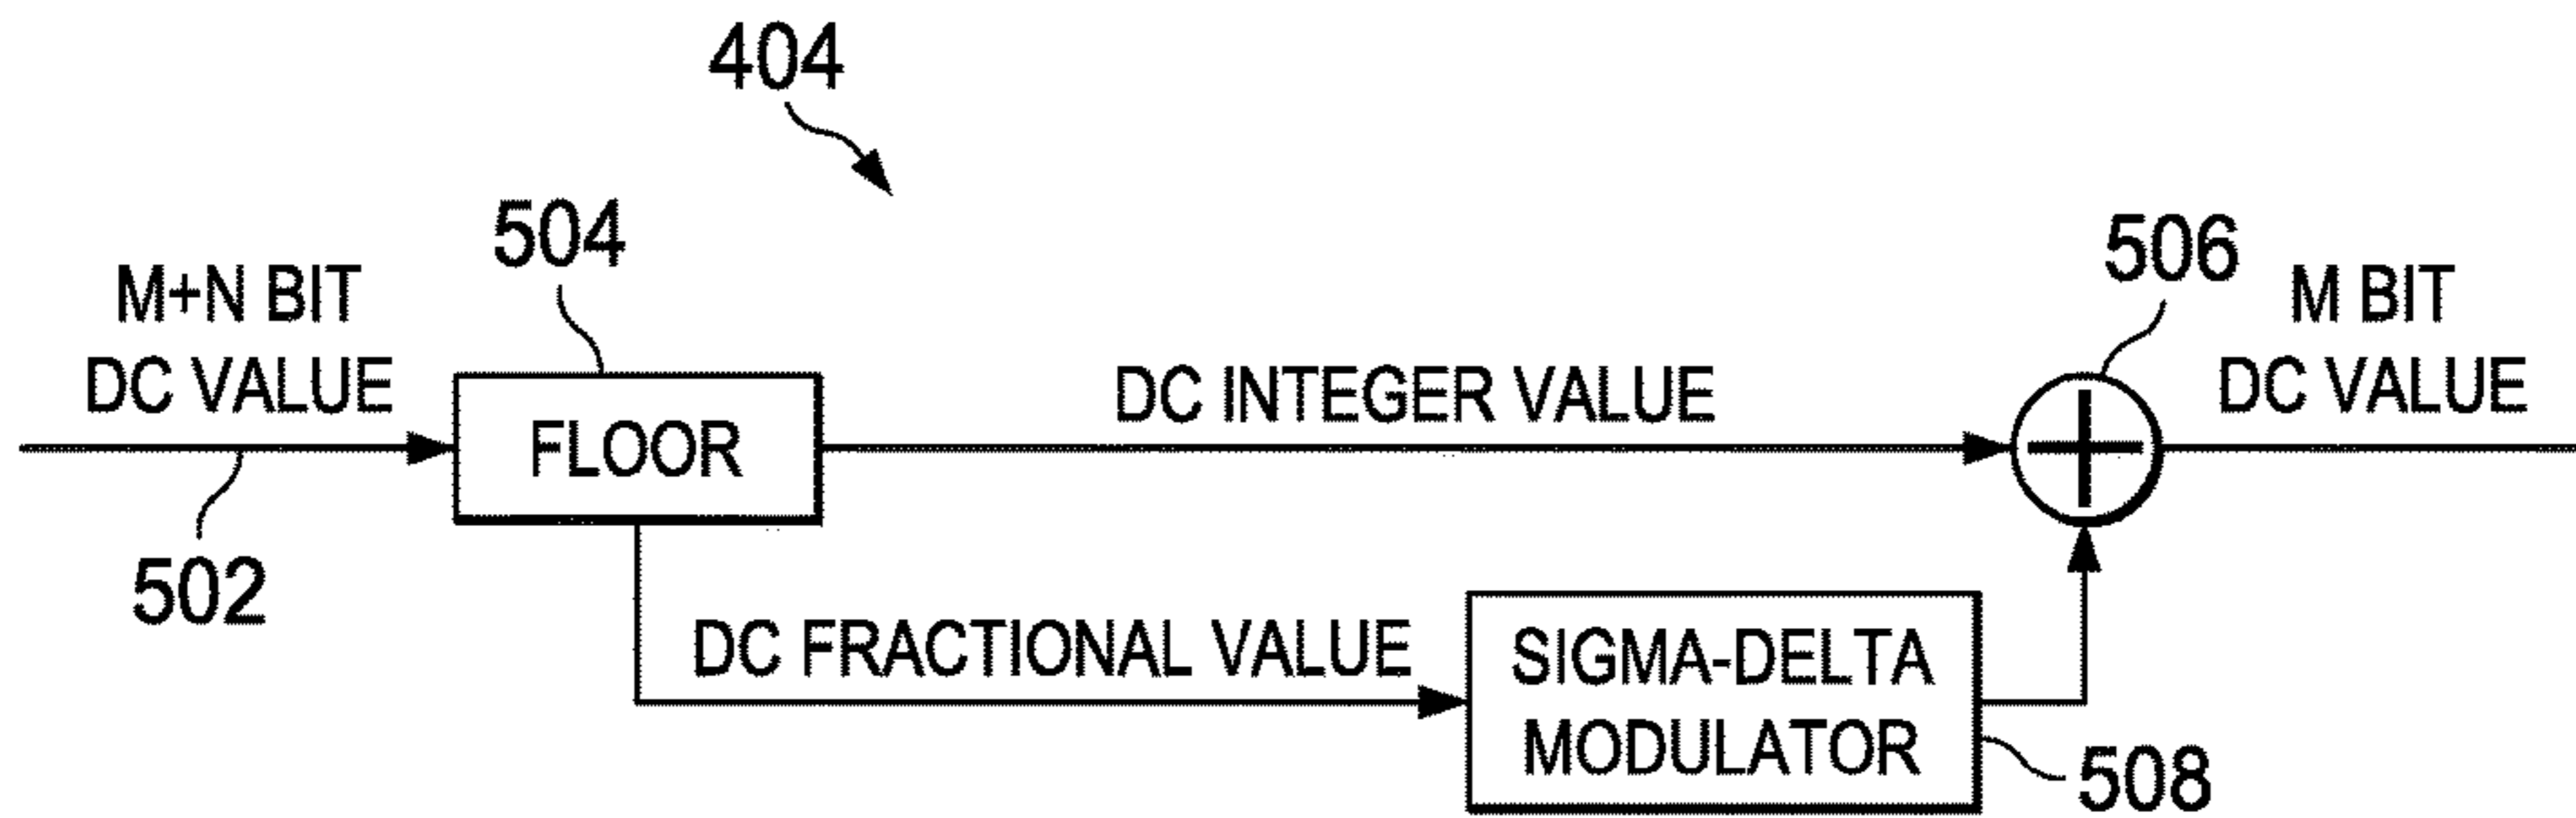 404
504
506
M+N BIT
DC VALUE
M BIT
DC VALUE
FLOOR
DC INTEGER VALUE
502
DC FRACTIONAL VALUE
SIGMA-DELTA
MODULATOR
508